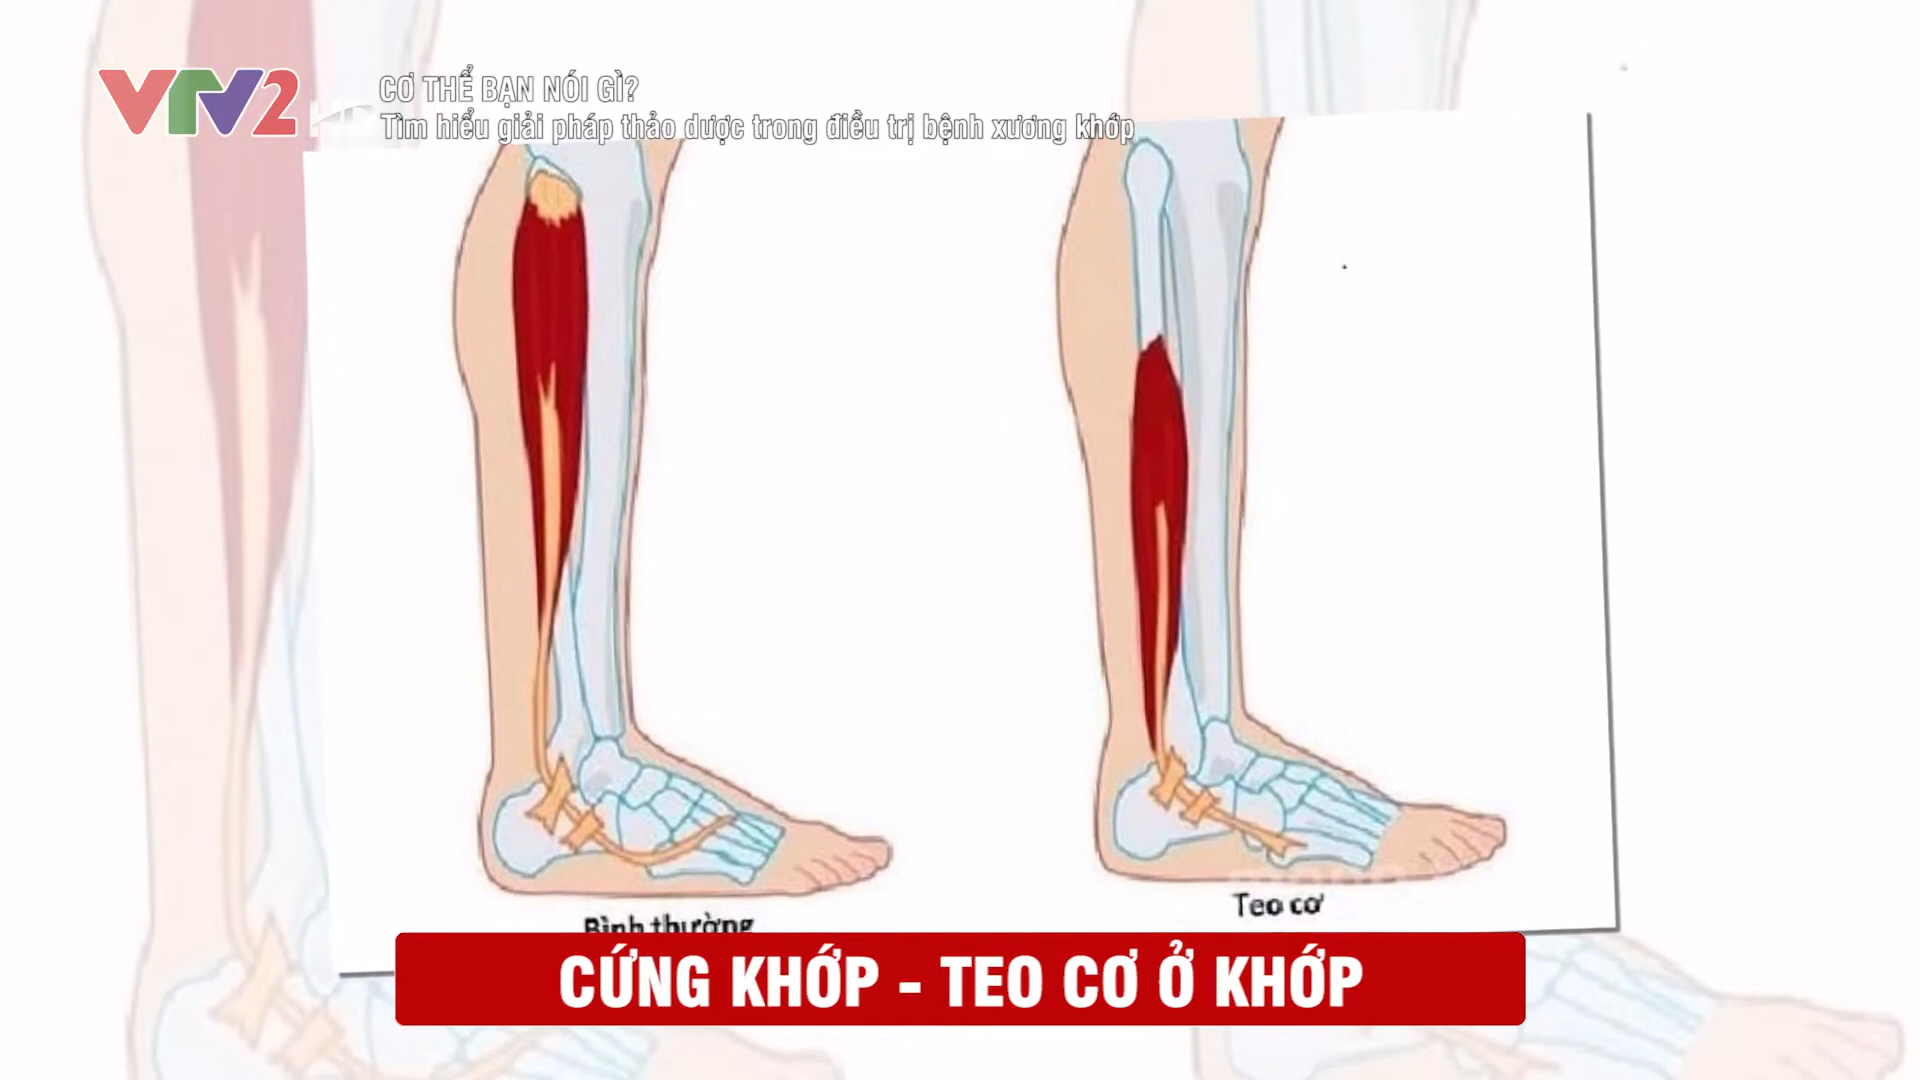 VTV2 HD
CƠ THỂ BẠN NÓI GÌ?
Tìm hiểu giải pháp thảo dược trong điều trị bệnh xương khớp
Bình thường
Teo cơ
CỨNG KHỚP - TEO CƠ Ở KHỚP